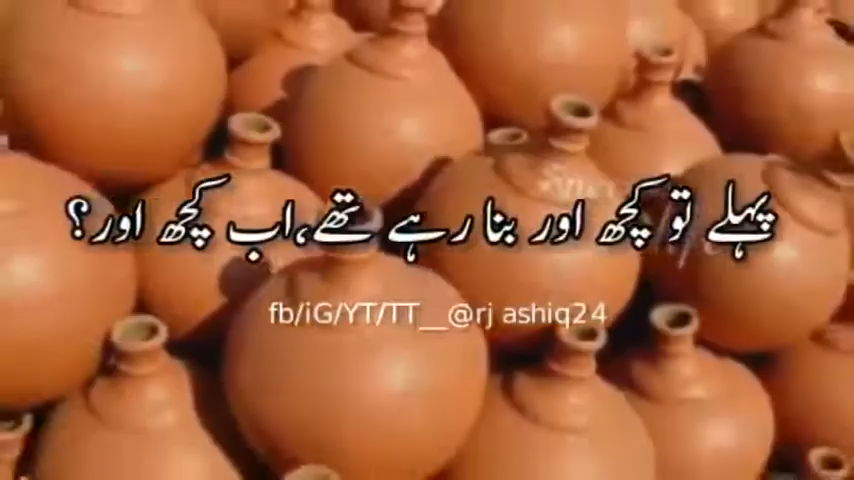 پہلے تو کچھ اور بنا رہے تھے،اب کچھ اور؟
fb/iG/YT/TT__@rj ashiq24